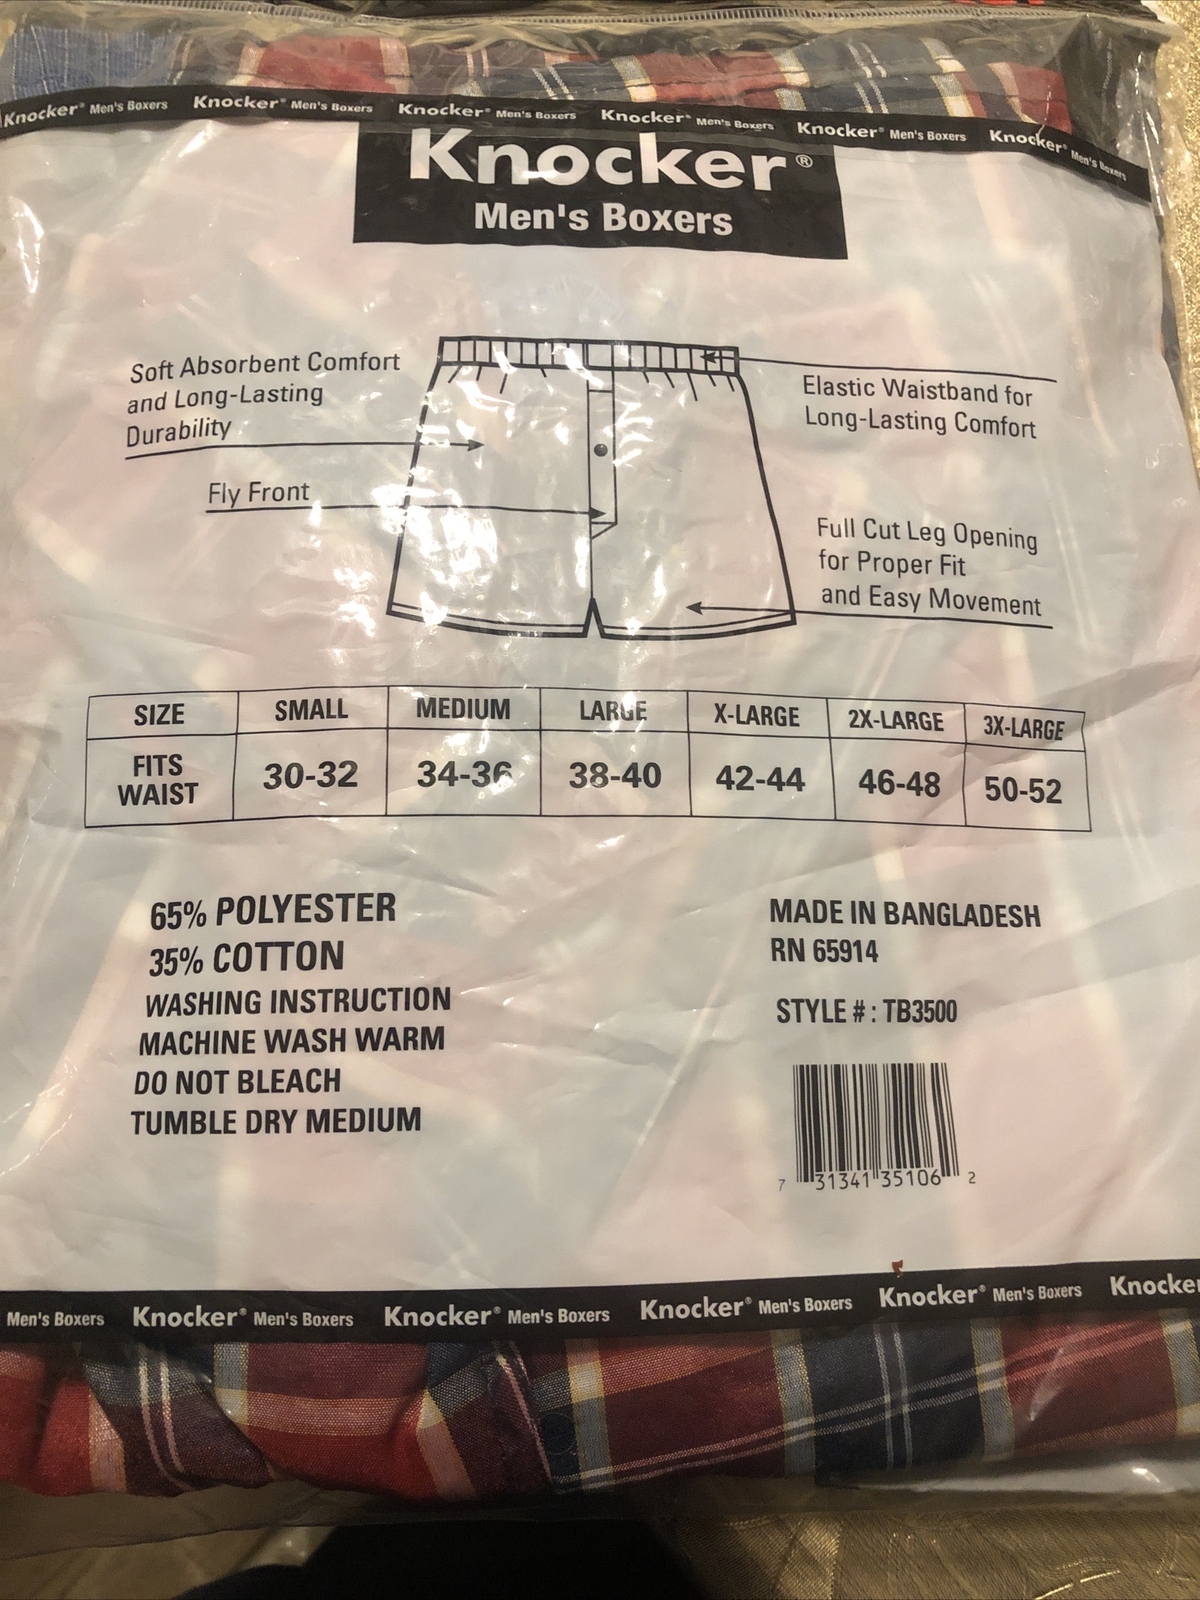 Knocker® Men's Boxers Knocker® Men's Boxers Knocker® Men's Boxers Knocker® Men's Boxers Knocker® Men's Boxers Knocker® Men's Boxers
Knocker®
Men's Boxers
Soft Absorbent Comfort
and Long-Lasting
Durability
Fly Front
Elastic Waistband for
Long-Lasting Comfort
Full Cut Leg Opening
for Proper Fit
and Easy Movement
SIZE SMALL MEDIUM LARGE X-LARGE 2X-LARGE 3X-LARGE
FITS
WAIST 30-32 34-36 38-40 42-44 46-48 50-52
65% POLYESTER
35% COTTON
WASHING INSTRUCTION
MACHINE WASH WARM
DO NOT BLEACH
TUMBLE DRY MEDIUM
MADE IN BANGLADESH
RN 65914
STYLE # : TB3500
7 31341 35106 2
Men's Boxers Knocker® Men's Boxers Knocker® Men's Boxers Knocker® Men's Boxers Knocker® Men's Boxers Knocker